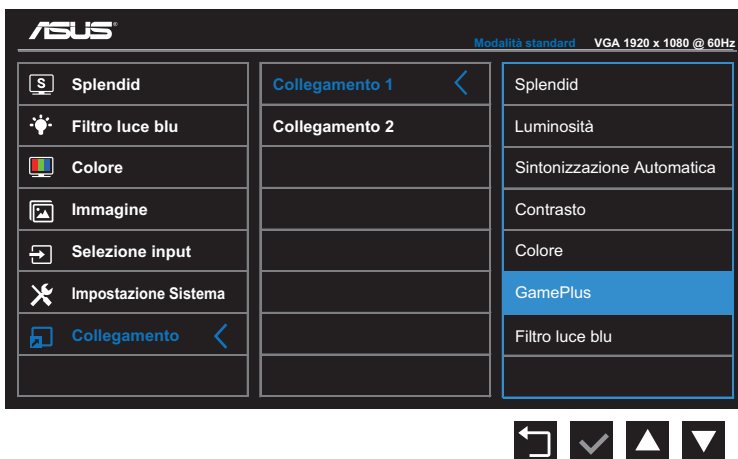 ASUS
Modalità standard VGA 1920 x 1080 @ 60Hz
S Splendid
Filtro luce blu
Colore
Immagine
Selezione input
Impostazione Sistema
Collegamento
Collegamento 1
Collegamento 2
Splendid
Luminosità
Sintonizzazione Automatica
Contrasto
Colore
GamePlus
Filtro luce blu